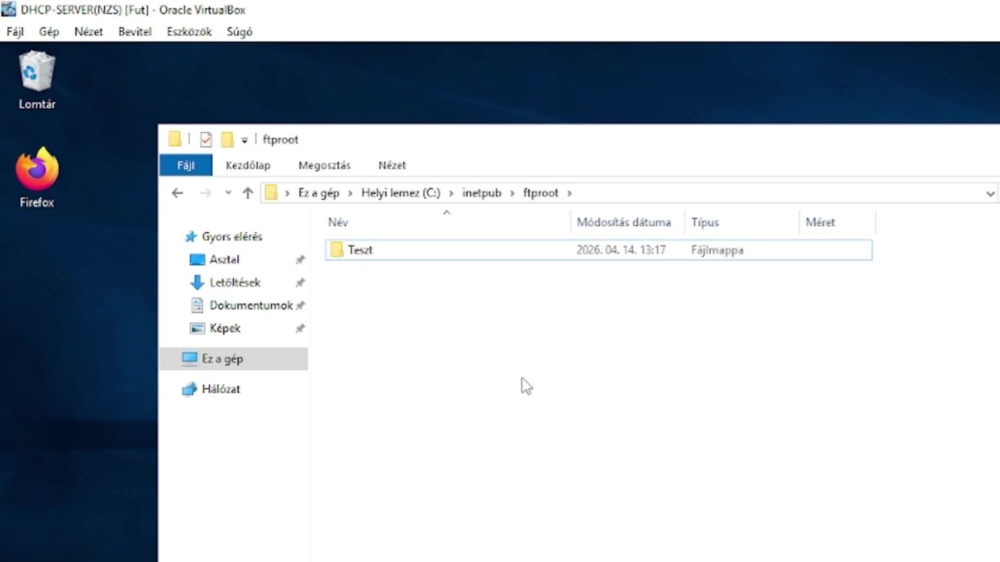 DHCP-SERVER(NZS) [Fut] - Oracle VirtualBox
Fájl Gép Nézet Bevitel Eszközök Súgó
Lomtár
ftproot
Fájl Kezdőlap Megosztás Nézet
Ez a gép Helyi lemez (C:) inetpub ftproot
Firefox
Név Módosítás dátuma Típus Méret
Gyors elérés
Teszt 2026. 04. 14. 13:17 Fájlmappa
Asztal
Letöltések
Dokumentumok
Képek
Ez a gép
Hálózat